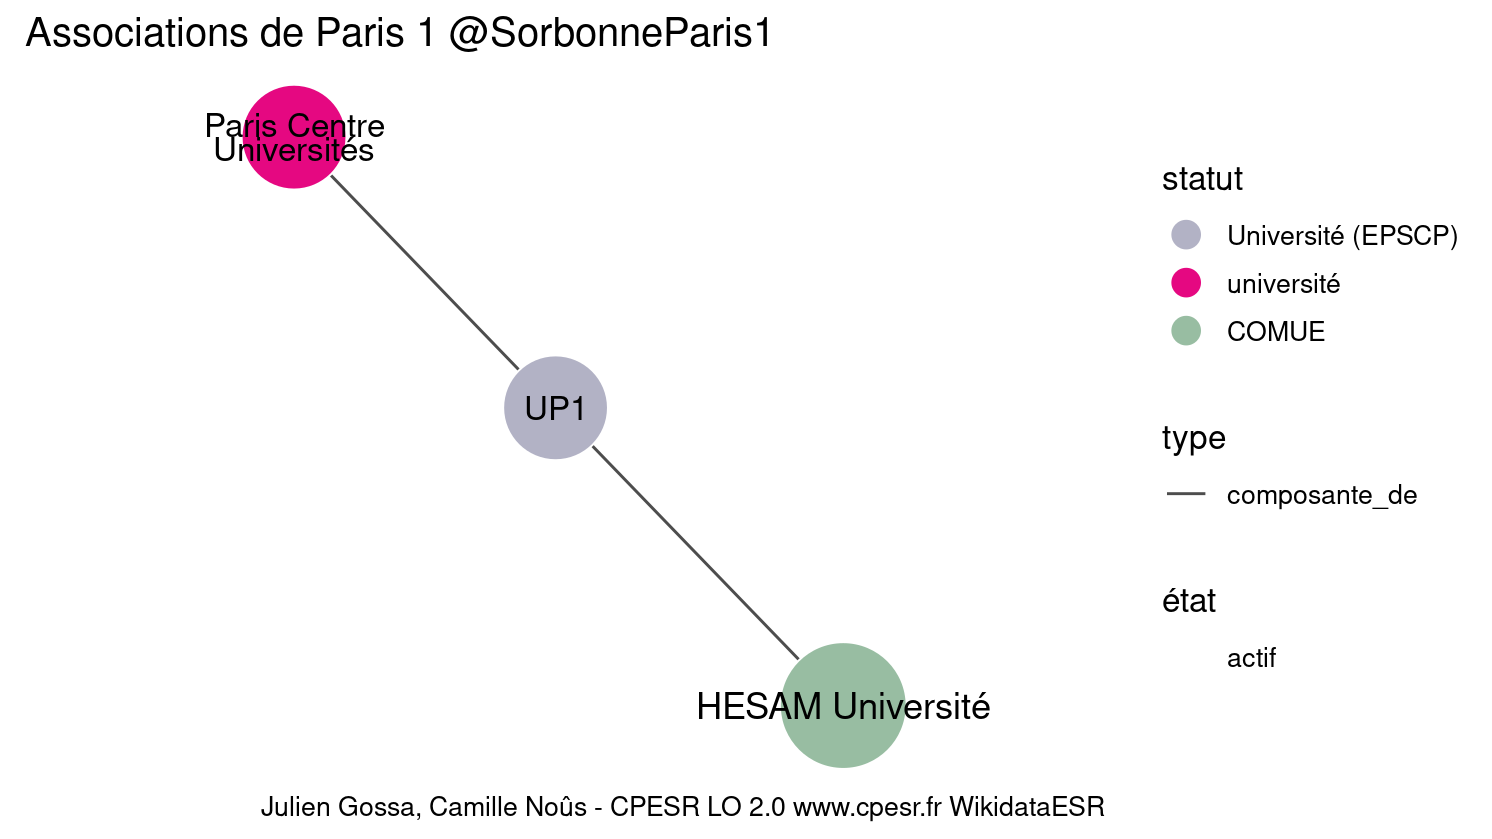 Associations de Paris 1 @SorbonneParis1
Paris Centre
Universités
UP1
HESAM Université
statut
Université (EPSCP)
université
COMUE
type
composante_de
état
actif
Julien Gossa, Camille Noûs - CPESR LO 2.0 www.cpesr.fr WikidataESR